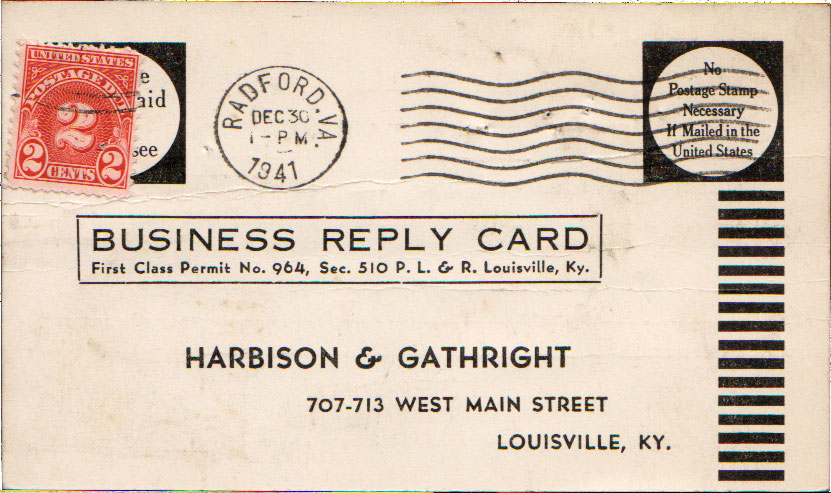 UNITED STATES
POSTAGE DUE
2
2 CENTS 2
e
aid
see
RADFORD, VA.
DEC 30
1-PM
1941
No
Postage Stamp
Necessary
If Mailed in the
United States
BUSINESS REPLY CARD
First Class Permit No. 964, Sec. 510 P. L. & R. Louisville, Ky.
HARBISON & GATHRIGHT
707-713 WEST MAIN STREET
LOUISVILLE, KY.